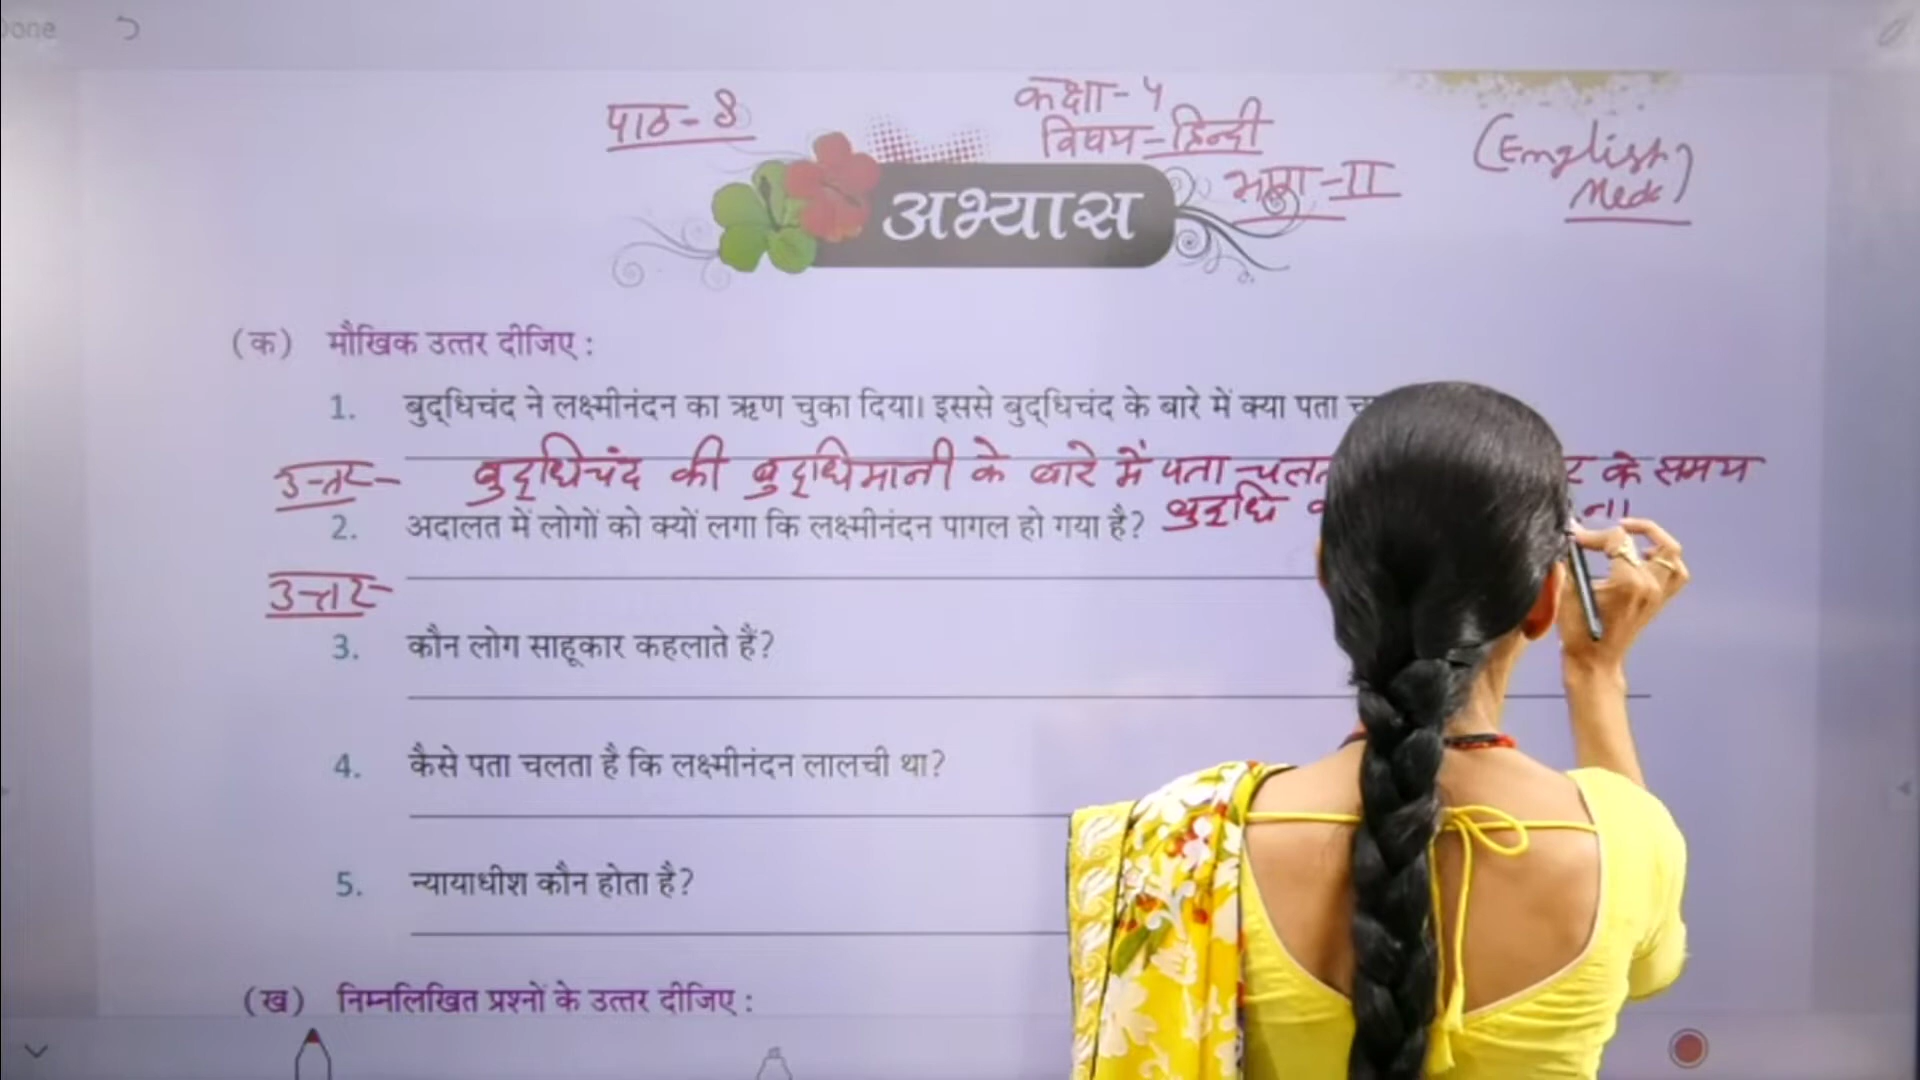 Done
पाठ - 8
कक्षा - 5
विषय - हिन्दी
भाग - II
(English
Med)
अभ्यास
(क) मौखिक उत्तर दीजिए :
1. बुद्धिचंद ने लक्ष्मीनंदन का ऋण चुका दिया। इससे बुद्धिचंद के बारे में क्या पता
उत्तर - बुद्धिचंद की बुद्धिमानी के बारे में पता के समय
बुद्धि
2. अदालत में लोगों को क्यों लगा कि लक्ष्मीनंदन पागल हो गया है?
उत्तर -
3. कौन लोग साहूकार कहलाते हैं?
4. कैसे पता चलता है कि लक्ष्मीनंदन लालची था?
5. न्यायाधीश कौन होता है?
(ख) निम्नलिखित प्रश्नों के उत्तर दीजिए :